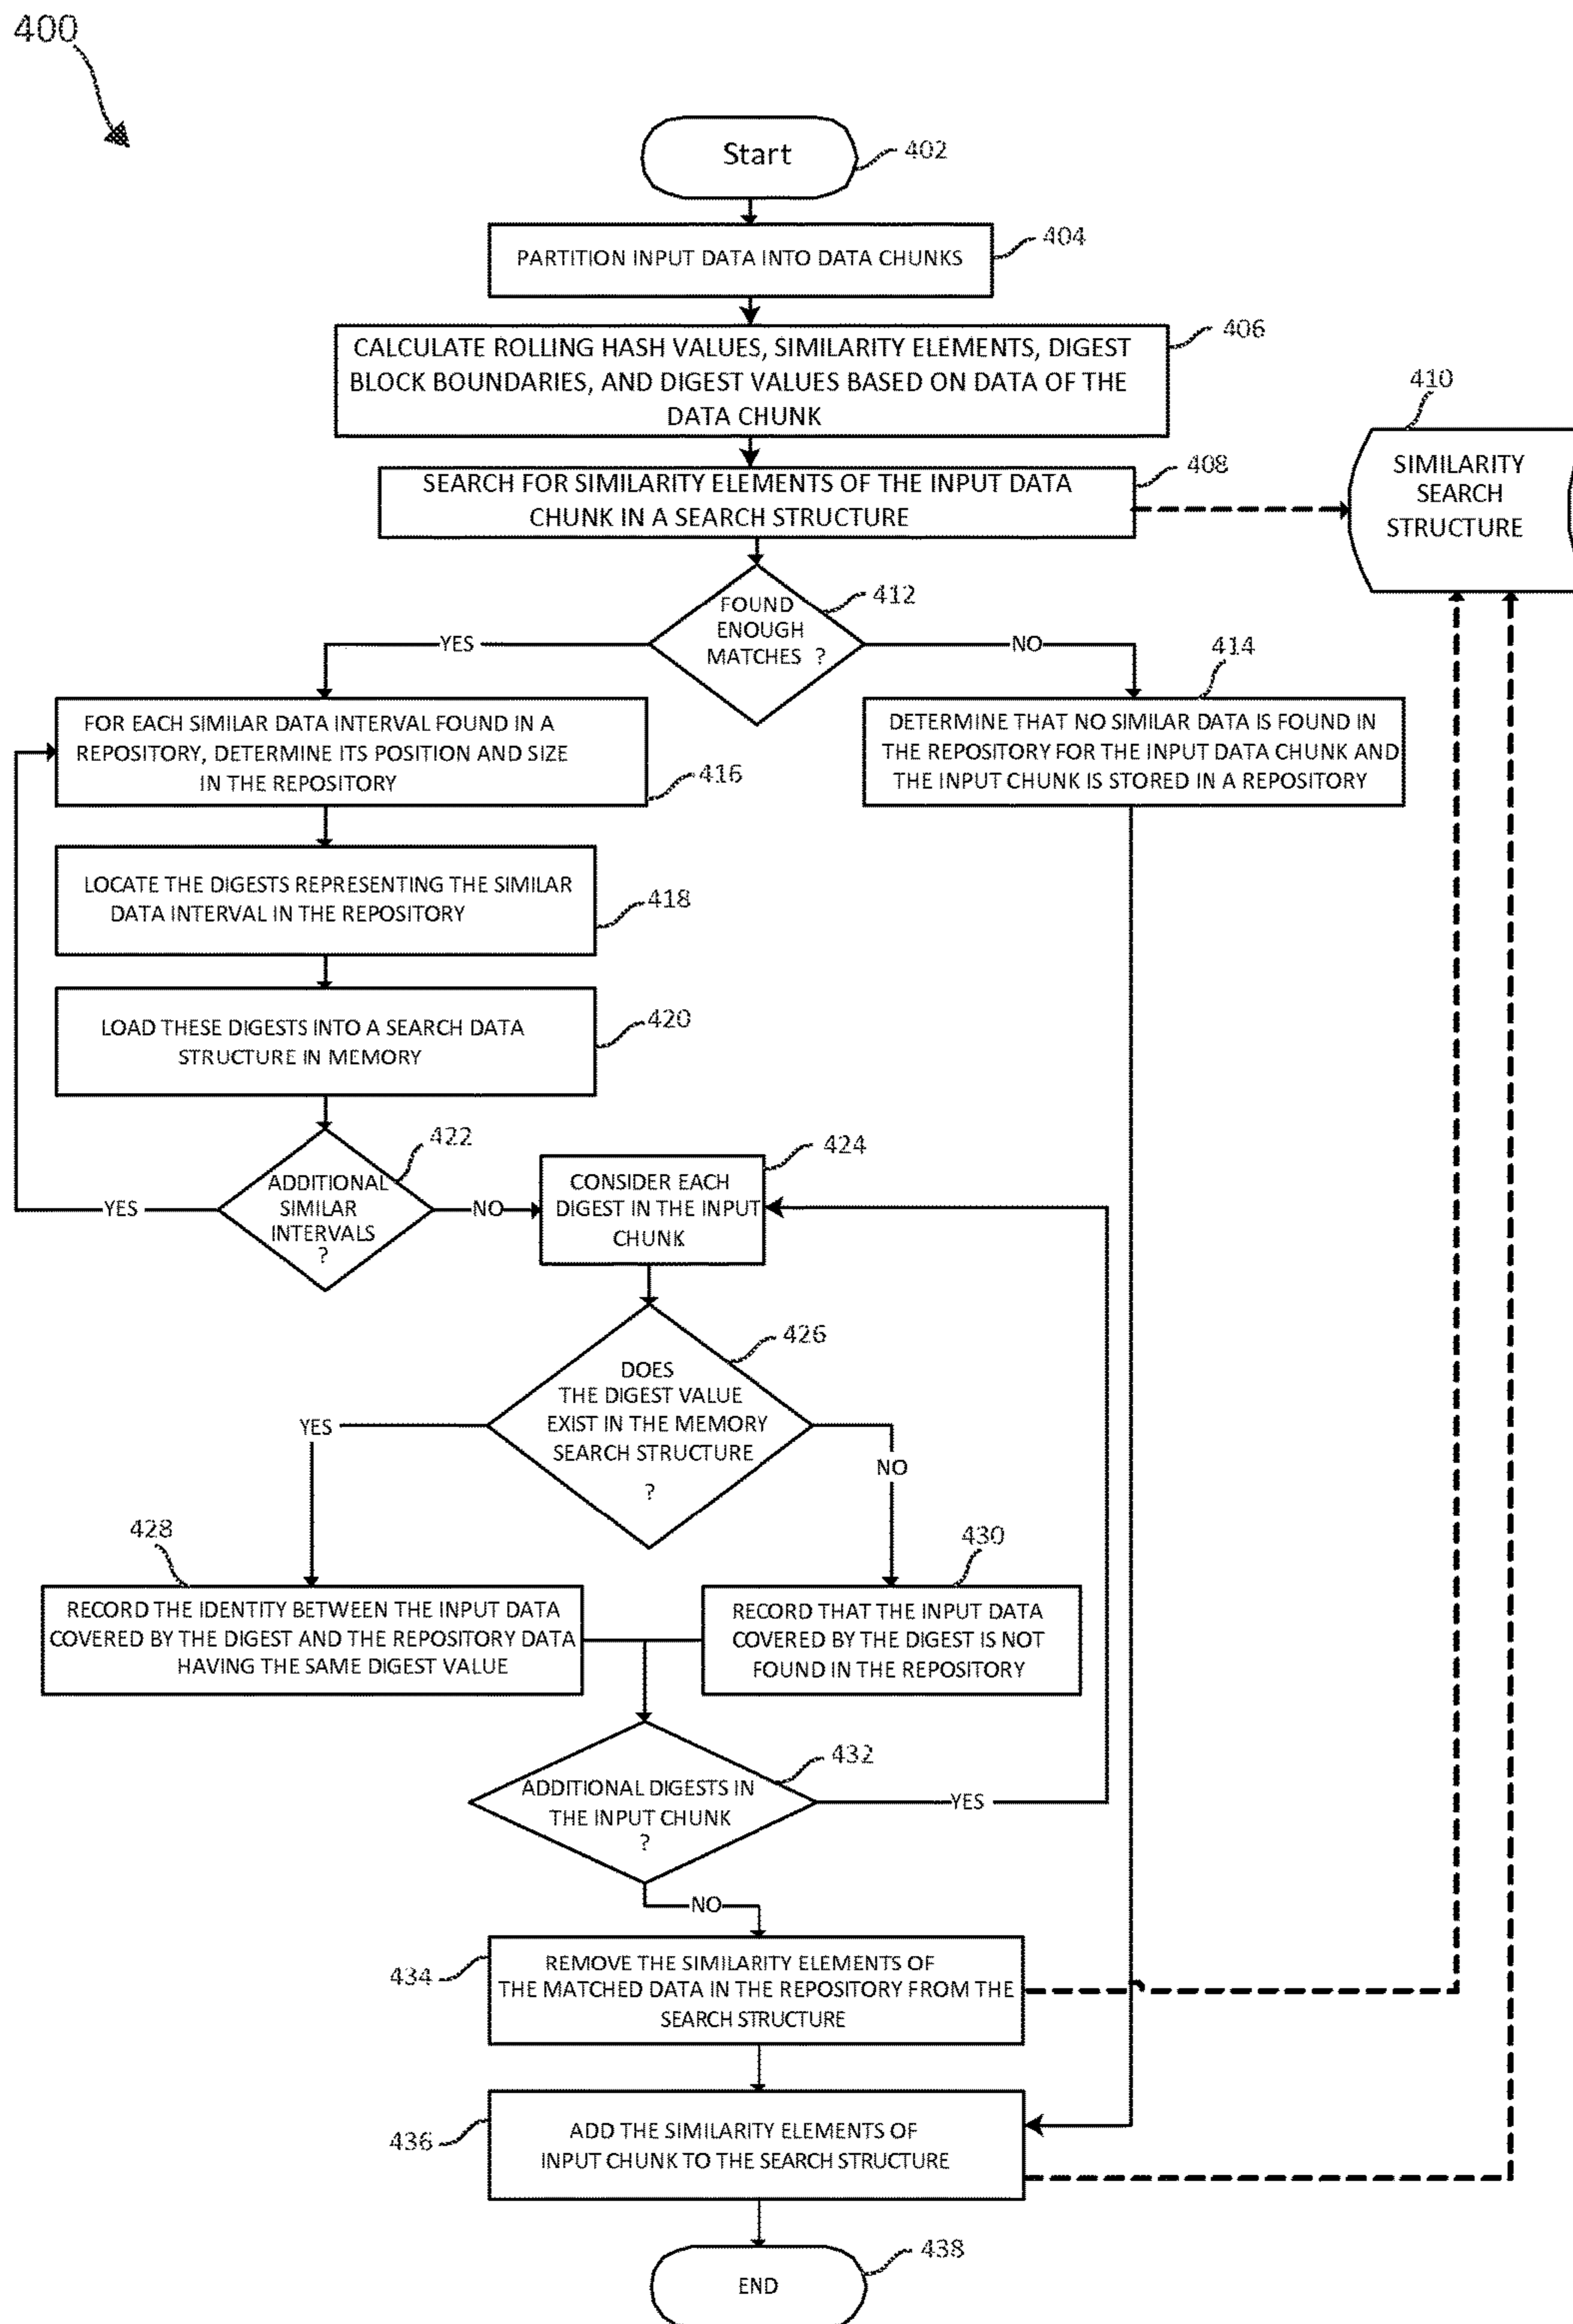 400
Start
402
PARTITION INPUT DATA INTO DATA CHUNKS
404
CALCULATE ROLLING HASH VALUES, SIMILARITY ELEMENTS, DIGEST
BLOCK BOUNDARIES, AND DIGEST VALUES BASED ON DATA OF THE
DATA CHUNK
406
SEARCH FOR SIMILARITY ELEMENTS OF THE INPUT DATA
CHUNK IN A SEARCH STRUCTURE
408
410
SIMILARITY
SEARCH
STRUCTURE
FOUND
ENOUGH
MATCHES ?
412
YES
NO
414
FOR EACH SIMILAR DATA INTERVAL FOUND IN A
REPOSITORY, DETERMINE ITS POSITION AND SIZE
IN THE REPOSITORY
416
DETERMINE THAT NO SIMILAR DATA IS FOUND IN
THE REPOSITORY FOR THE INPUT DATA CHUNK AND
THE INPUT CHUNK IS STORED IN A REPOSITORY
LOCATE THE DIGESTS REPRESENTING THE SIMILAR
DATA INTERVAL IN THE REPOSITORY
418
LOAD THESE DIGESTS INTO A SEARCH DATA
STRUCTURE IN MEMORY
420
422
ADDITIONAL
SIMILAR
INTERVALS
?
YES
NO
424
CONSIDER EACH
DIGEST IN THE INPUT
CHUNK
426
DOES
THE DIGEST VALUE
EXIST IN THE MEMORY
SEARCH STRUCTURE
?
YES
NO
428
430
RECORD THE IDENTITY BETWEEN THE INPUT DATA
COVERED BY THE DIGEST AND THE REPOSITORY DATA
HAVING THE SAME DIGEST VALUE
RECORD THAT THE INPUT DATA
COVERED BY THE DIGEST IS NOT
FOUND IN THE REPOSITORY
432
ADDITIONAL DIGESTS IN
THE INPUT CHUNK
?
YES
NO
434
REMOVE THE SIMILARITY ELEMENTS OF
THE MATCHED DATA IN THE REPOSITORY FROM THE
SEARCH STRUCTURE
436
ADD THE SIMILARITY ELEMENTS OF
INPUT CHUNK TO THE SEARCH STRUCTURE
438
END